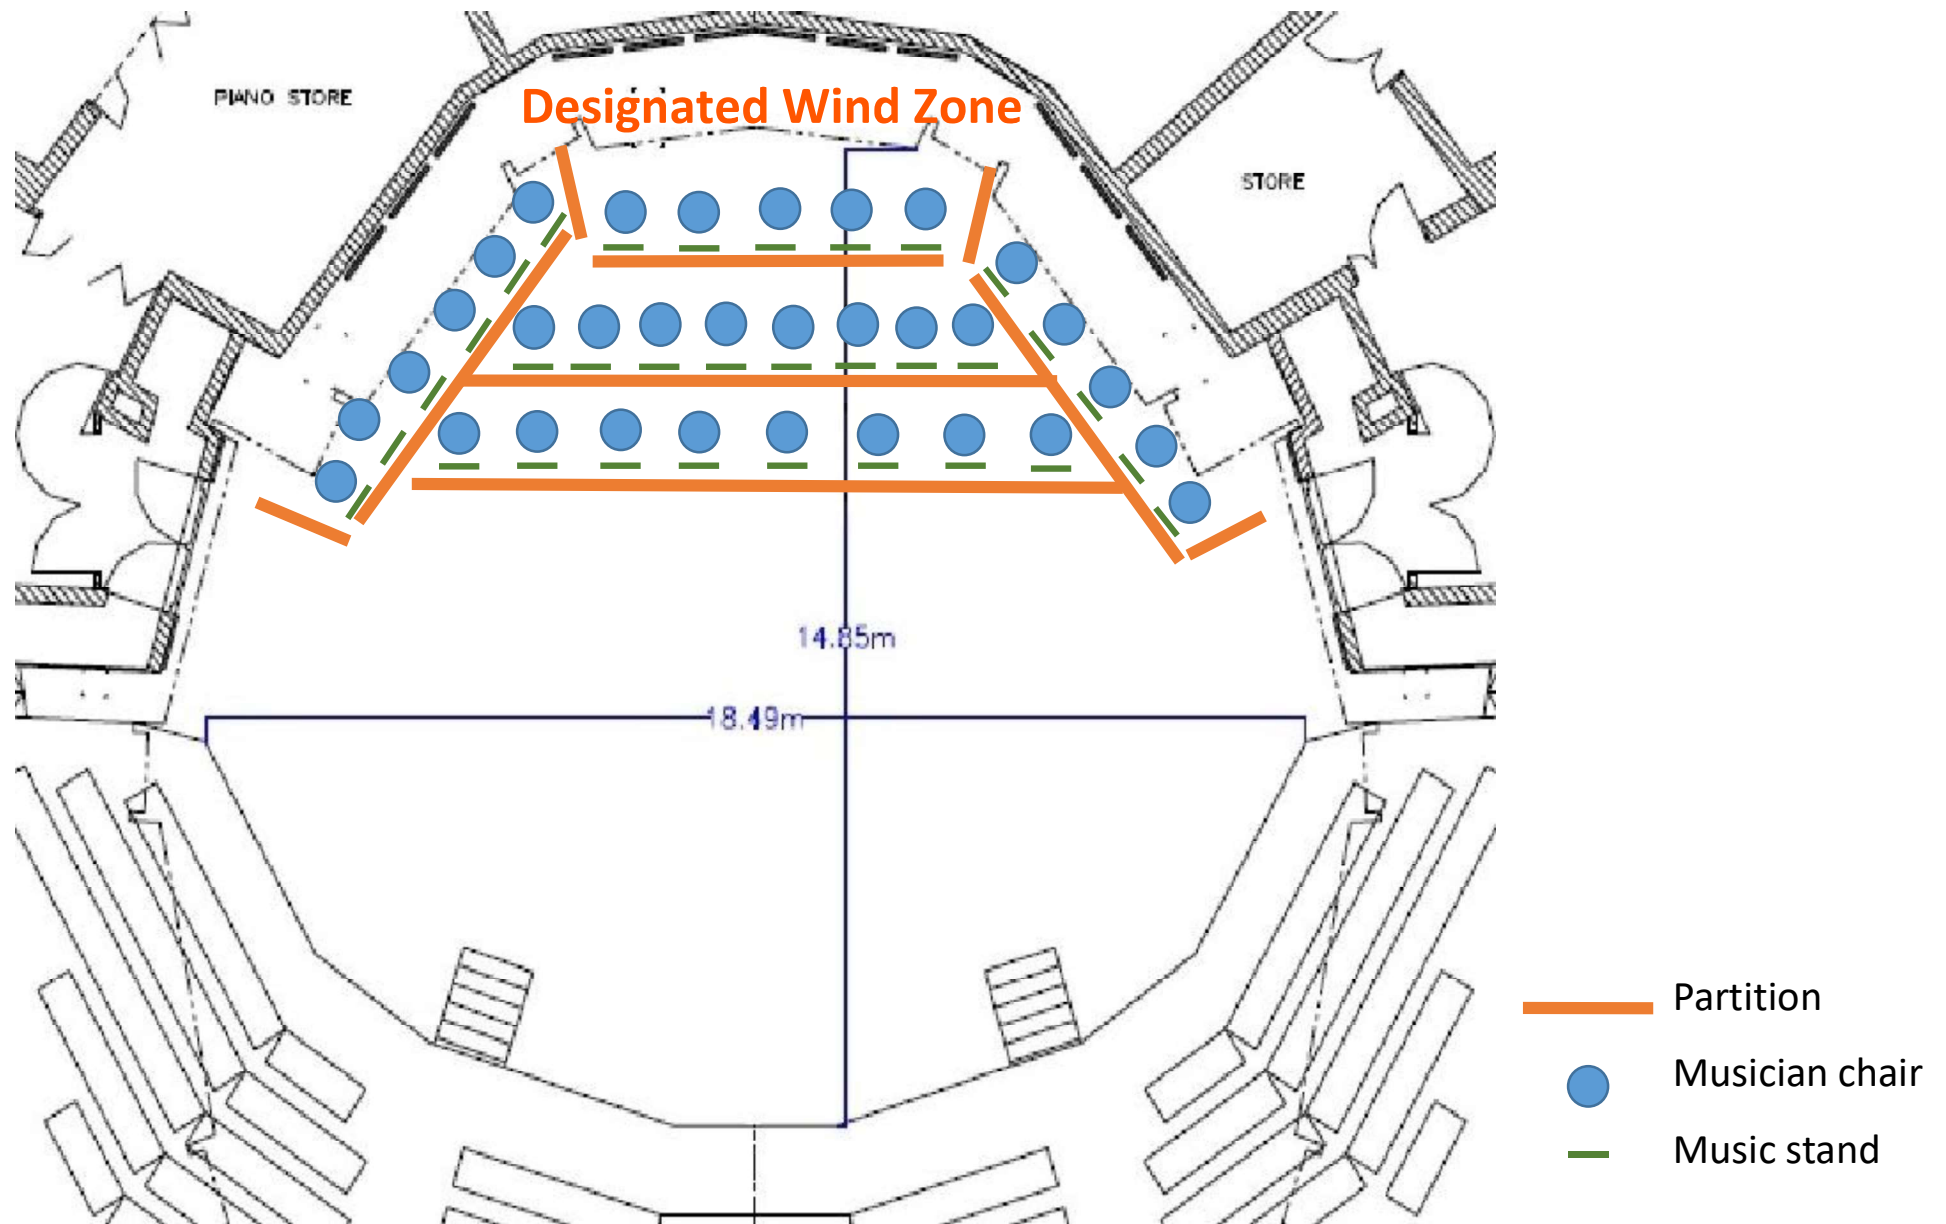 PIANO STORE
Designated Wind Zone
STORE
14.85m
18.49m
Partition
Musician chair
Music stand